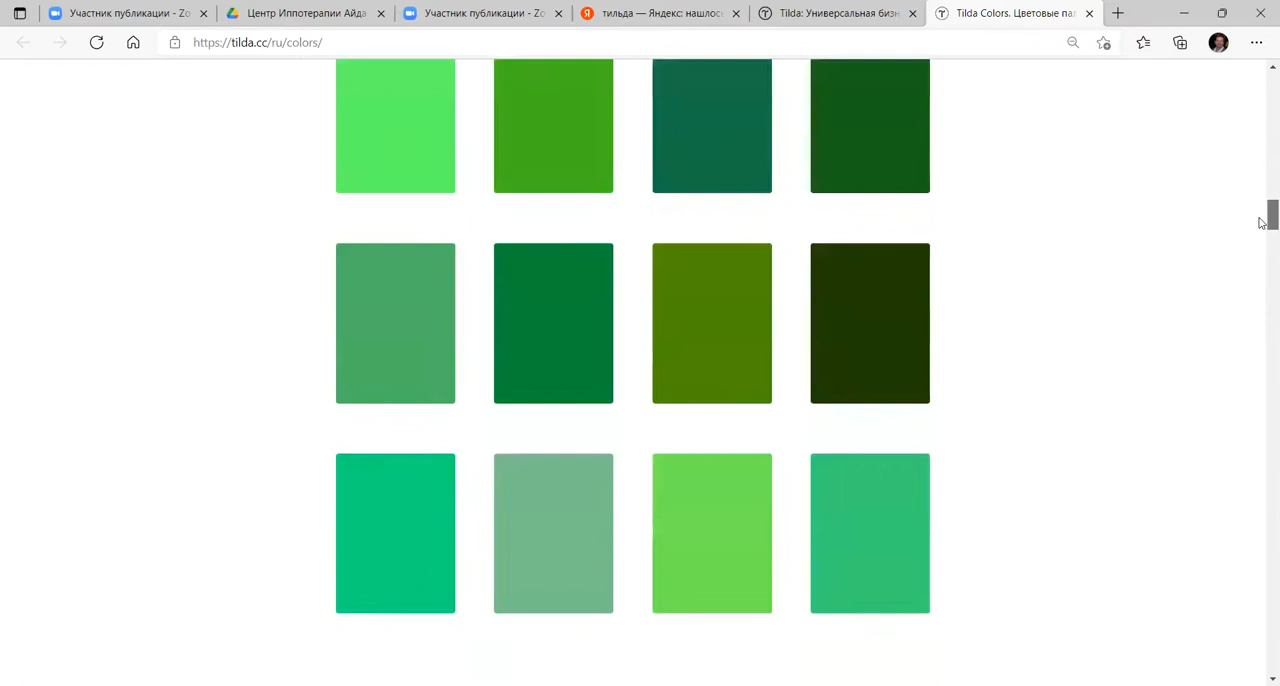 Участник публикации - Zo
Центр Иппотерапии Айда
Участник публикации - Zo
тильда — Яндекс: нашлось
Tilda: Универсальная бизн
Tilda Colors. Цветовые па
https://tilda.cc/ru/colors/